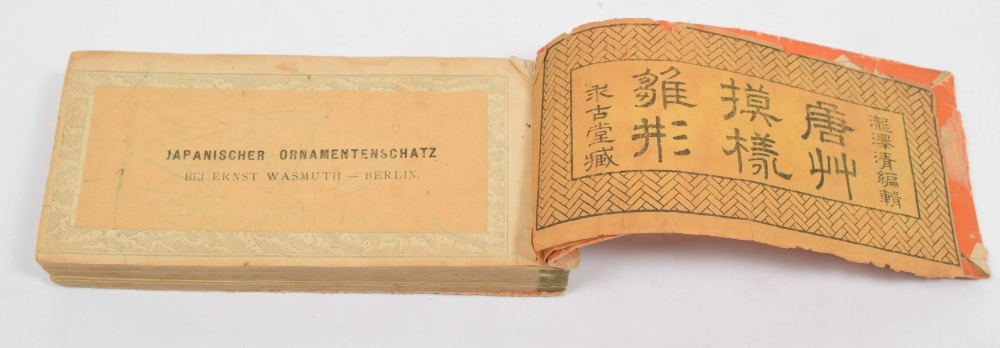 JAPANISCHER ORNAMENTENSCHATZ
BEI ERNST WASMUTH — BERLIN.
瀧澤清編輯
唐艸
摸様
雛形
永古堂藏